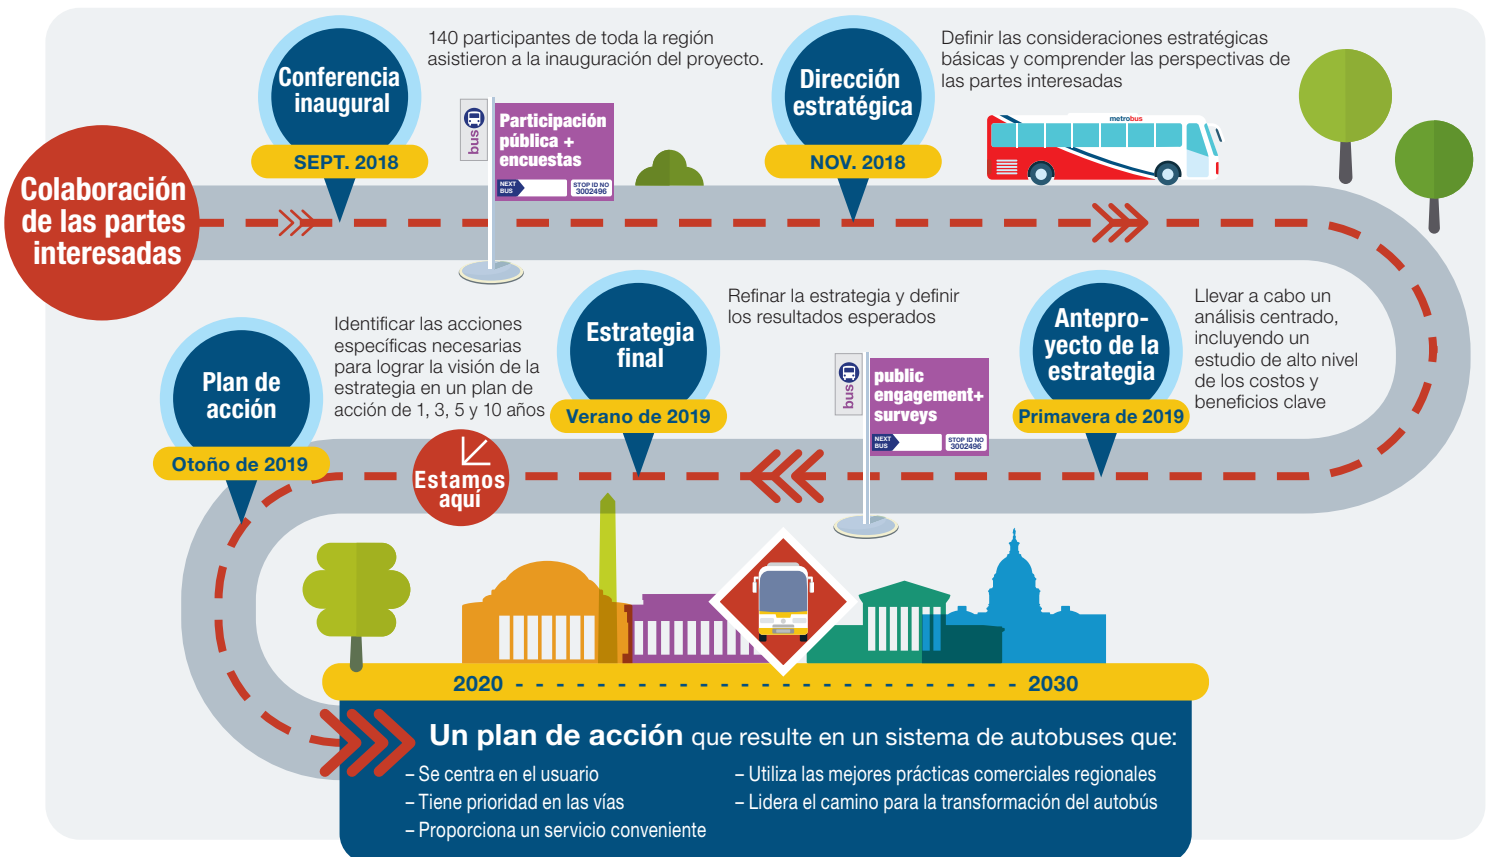 Colaboración
de las partes
interesadas
Conferencia
inaugural
SEPT. 2018
140 participantes de toda la región
asistieron a la inauguración del proyecto.
bus
Participación
pública +
encuestas
NEXT
BUS
STOP ID NO
3002496
Dirección
estratégica
NOV. 2018
Definir las consideraciones estratégicas
básicas y comprender las perspectivas de
las partes interesadas
metrobus
Antepro-
yecto de la
estrategia
Primavera de 2019
Llevar a cabo un
análisis centrado,
incluyendo un
estudio de alto nivel
de los costos y
beneficios clave
bus
public
engagement+
surveys
NEXT
BUS
STOP ID NO
3002496
Estrategia
final
Verano de 2019
Refinar la estrategia y definir
los resultados esperados
Estamos
aquí
Plan de
acción
Otoño de 2019
Identificar las acciones
específicas necesarias
para lograr la visión de la
estrategia en un plan de
acción de 1, 3, 5 y 10 años
2020 - - - - - - - - - - - - - - - - - - - - - - - - - - - - - - 2030
Un plan de acción que resulte en un sistema de autobuses que:
– Se centra en el usuario
– Tiene prioridad en las vías
– Proporciona un servicio conveniente
– Utiliza las mejores prácticas comerciales regionales
– Lidera el camino para la transformación del autobús